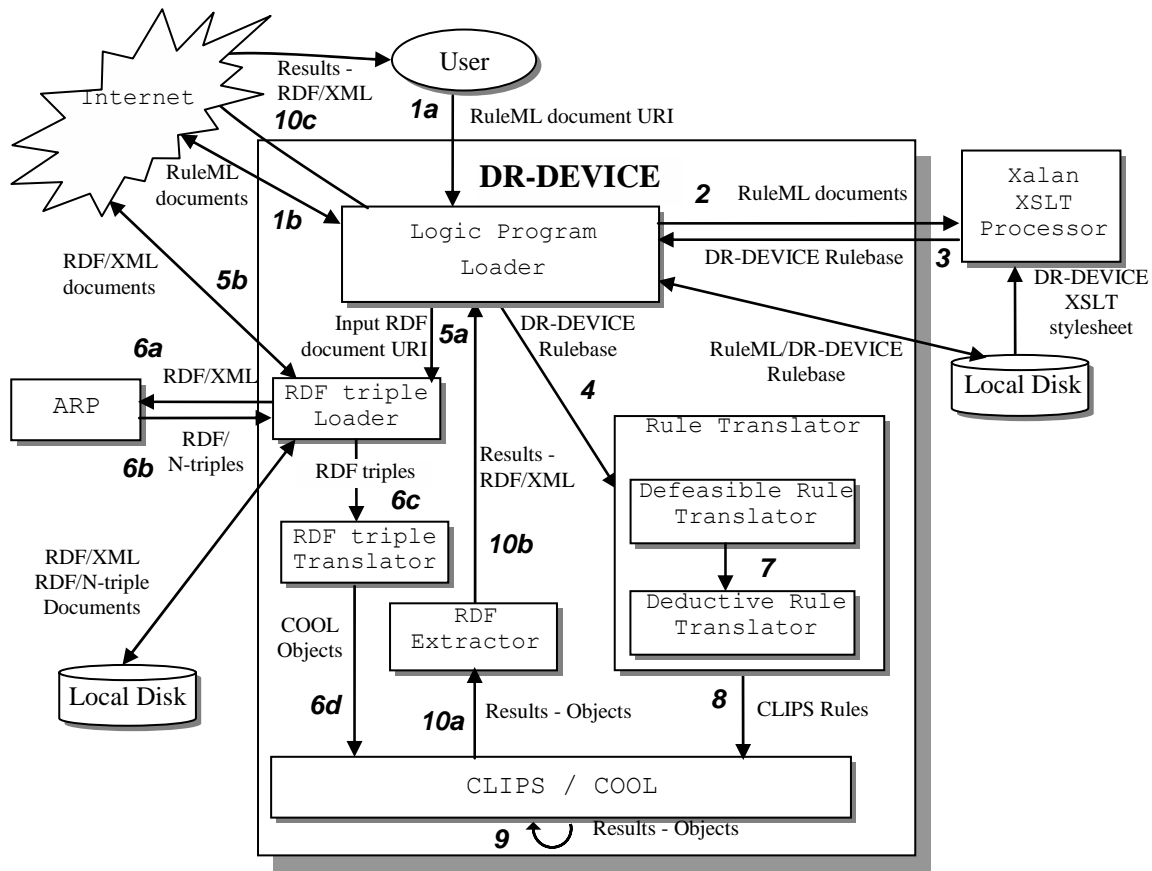 User
Results -
RDF/XML
Internet
1a
10c
RuleML document URI
DR-DEVICE
RuleML
documents
1b
2
RuleML documents
Xalan
XSLT
Processor
Logic Program
Loader
DR-DEVICE Rulebase
3
RDF/XML
documents
5b
DR-DEVICE
XSLT
stylesheet
Input RDF
document URI
5a
DR-DEVICE
Rulebase
RuleML/DR-DEVICE
Rulebase
Local Disk
6a
RDF/XML
ARP
RDF triple
Loader
4
6b
RDF/
N-triples
RDF triples
6c
Results -
RDF/XML
Rule Translator
Defeasible Rule
Translator
RDF triple
Translator
10b
7
RDF/XML
RDF/N-triple
Documents
Deductive Rule
Translator
COOL
Objects
RDF
Extractor
Local Disk
6d
10a
Results - Objects
8
CLIPS Rules
CLIPS / COOL
9
Results - Objects